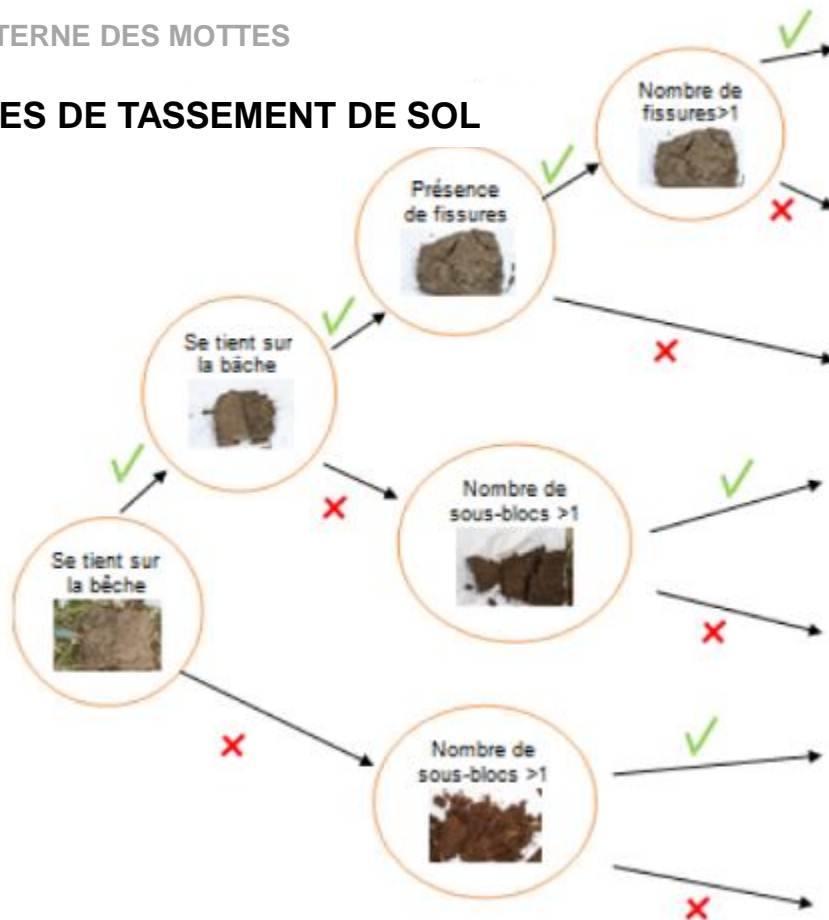 TERNE DES MOTTES
ES DE TASSEMENT DE SOL
Nombre de
fissures>1
Présence
de fissures
Se tient sur
la bâche
Nombre de
sous-blocs >1
Se tient sur
la bêche
Nombre de
sous-blocs >1